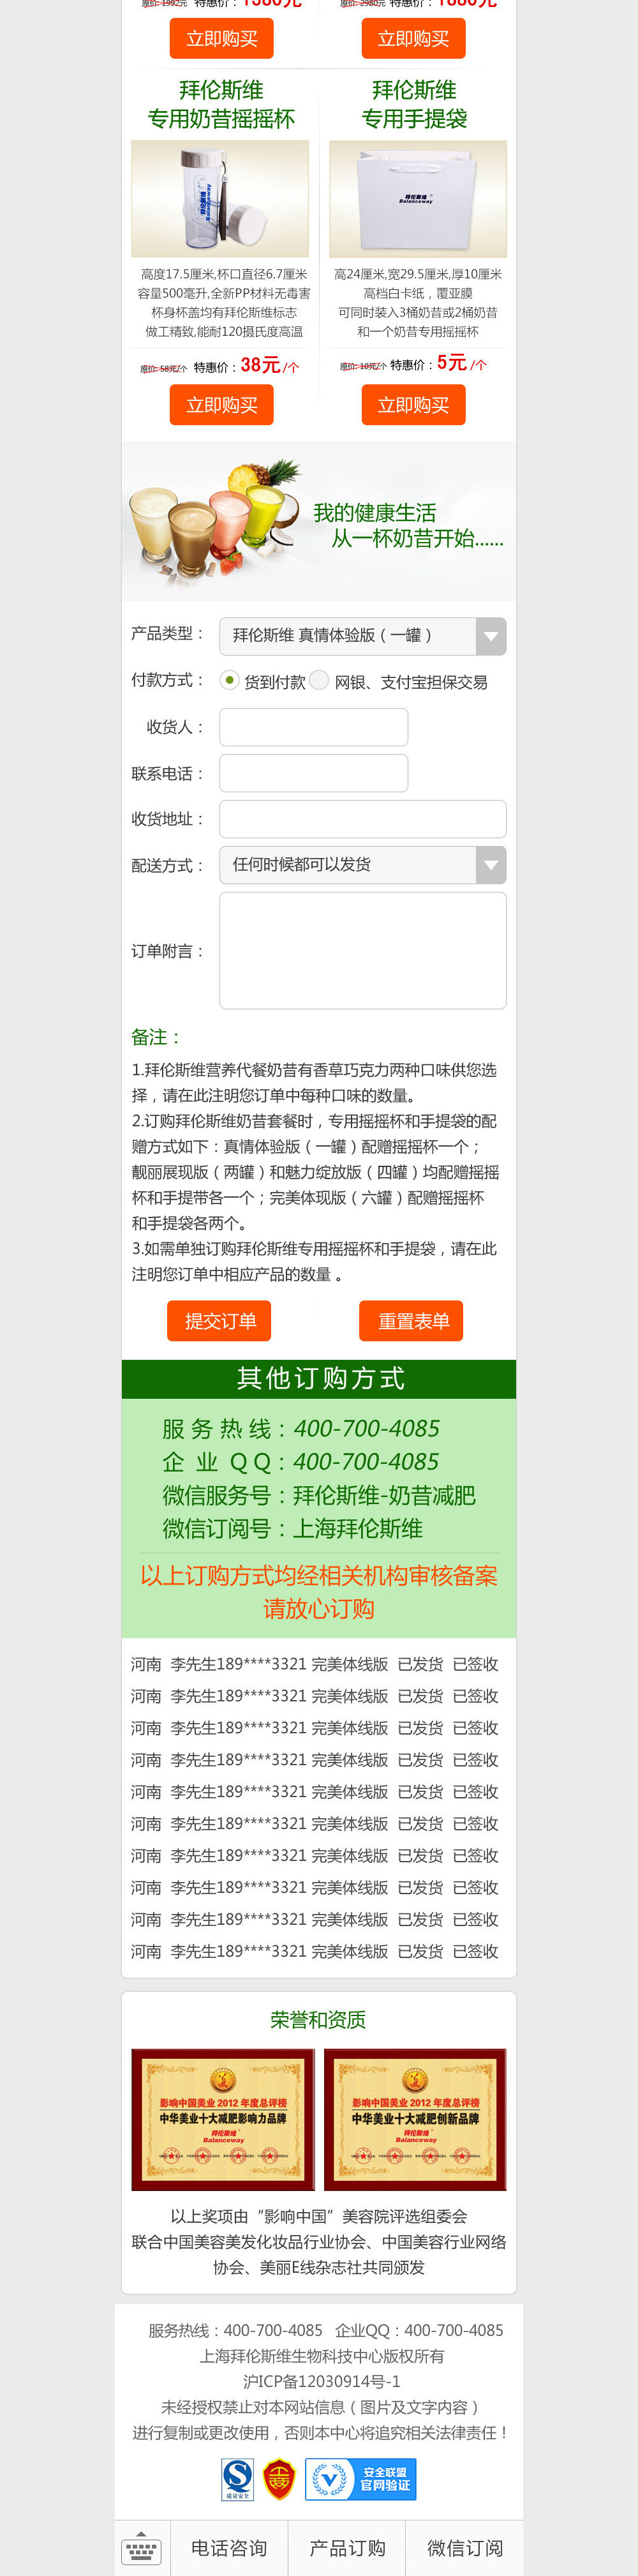 原价: 1992元 特惠价：1380元
原价: 2980元 特惠价：1880元
立即购买
立即购买
拜伦斯维
专用奶昔摇摇杯
拜伦斯维
专用手提袋
拜伦斯维
Balanceway
拜伦斯维
Balanceway
高度17.5厘米,杯口直径6.7厘米
容量500毫升,全新PP材料无毒害
杯身杯盖均有拜伦斯维标志
做工精致,能耐120摄氏度高温
高24厘米,宽29.5厘米,厚10厘米
高档白卡纸，覆亚膜
可同时装入3桶奶昔或2桶奶昔
和一个奶昔专用摇摇杯
原价: 58元/个 特惠价：38元/个
原价: 10元/个 特惠价：5元/个
立即购买
立即购买
我的健康生活
从一杯奶昔开始......
产品类型： 拜伦斯维 真情体验版（一罐）
付款方式： 货到付款 网银、支付宝担保交易
收货人：
联系电话：
收货地址：
配送方式： 任何时候都可以发货
订单附言：
备注：
1.拜伦斯维营养代餐奶昔有香草巧克力两种口味供您选
择，请在此注明您订单中每种口味的数量。
2.订购拜伦斯维奶昔套餐时，专用摇摇杯和手提袋的配
赠方式如下：真情体验版（一罐）配赠摇摇杯一个；
靓丽展现版（两罐）和魅力绽放版（四罐）均配赠摇摇
杯和手提带各一个；完美体现版（六罐）配赠摇摇杯
和手提袋各两个。
3.如需单独订购拜伦斯维专用摇摇杯和手提袋，请在此
注明您订单中相应产品的数量 。
提交订单
重置表单
其他订购方式
服务热线：400-700-4085
企业QQ：400-700-4085
微信服务号：拜伦斯维-奶昔减肥
微信订阅号：上海拜伦斯维
以上订购方式均经相关机构审核备案
请放心订购
河南 李先生189****3321 完美体线版 已发货 已签收
河南 李先生189****3321 完美体线版 已发货 已签收
河南 李先生189****3321 完美体线版 已发货 已签收
河南 李先生189****3321 完美体线版 已发货 已签收
河南 李先生189****3321 完美体线版 已发货 已签收
河南 李先生189****3321 完美体线版 已发货 已签收
河南 李先生189****3321 完美体线版 已发货 已签收
河南 李先生189****3321 完美体线版 已发货 已签收
河南 李先生189****3321 完美体线版 已发货 已签收
河南 李先生189****3321 完美体线版 已发货 已签收
荣誉和资质
影响中国美业 2012 年度总评榜
中华美业十大减肥影响力品牌
拜伦斯维
Balanceway
影响中国美业 2012 年度总评榜
中华美业十大减肥创新品牌
拜伦斯维
Balanceway
以上奖项由“影响中国”美容院评选组委会
联合中国美容美发化妆品行业协会、中国美容行业网络
协会、美丽E线杂志社共同颁发
服务热线：400-700-4085 企业QQ：400-700-4085
上海拜伦斯维生物科技中心版权所有
沪ICP备12030914号-1
未经授权禁止对本网站信息（图片及文字内容）
进行复制或更改使用，否则本中心将追究相关法律责任！
质量安全
安全联盟
官网验证
电话咨询
产品订购
微信订阅